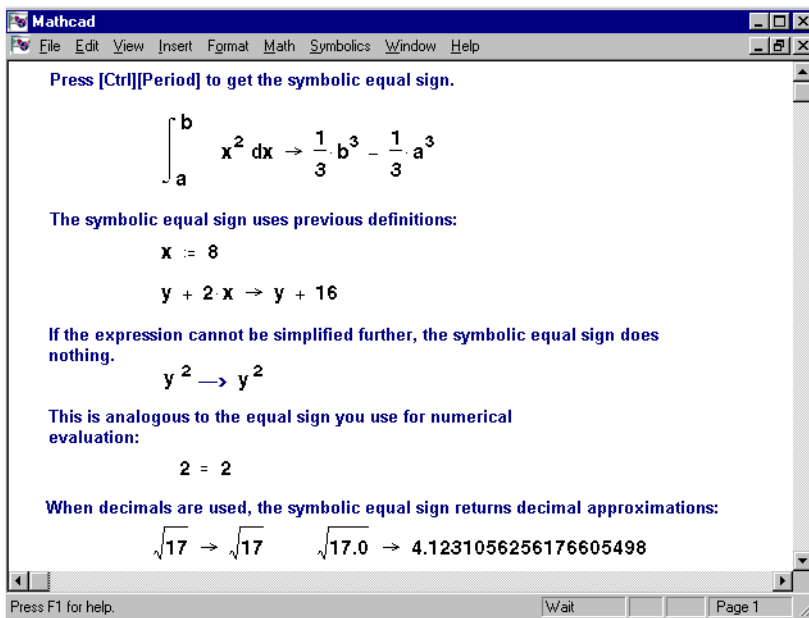 Mathcad
File Edit View Insert Format Math Symbolics Window Help
Press [Ctrl][Period] to get the symbolic equal sign.
∫ₐᵇ x² dx → 1/3 · b³ − 1/3 · a³
The symbolic equal sign uses previous definitions:
x := 8
y + 2·x → y + 16
If the expression cannot be simplified further, the symbolic equal sign does
nothing.
y² → y²
This is analogous to the equal sign you use for numerical
evaluation:
2 = 2
When decimals are used, the symbolic equal sign returns decimal approximations:
√17 → √17 √17.0 → 4.1231056256176605498
Press F1 for help. Wait Page 1